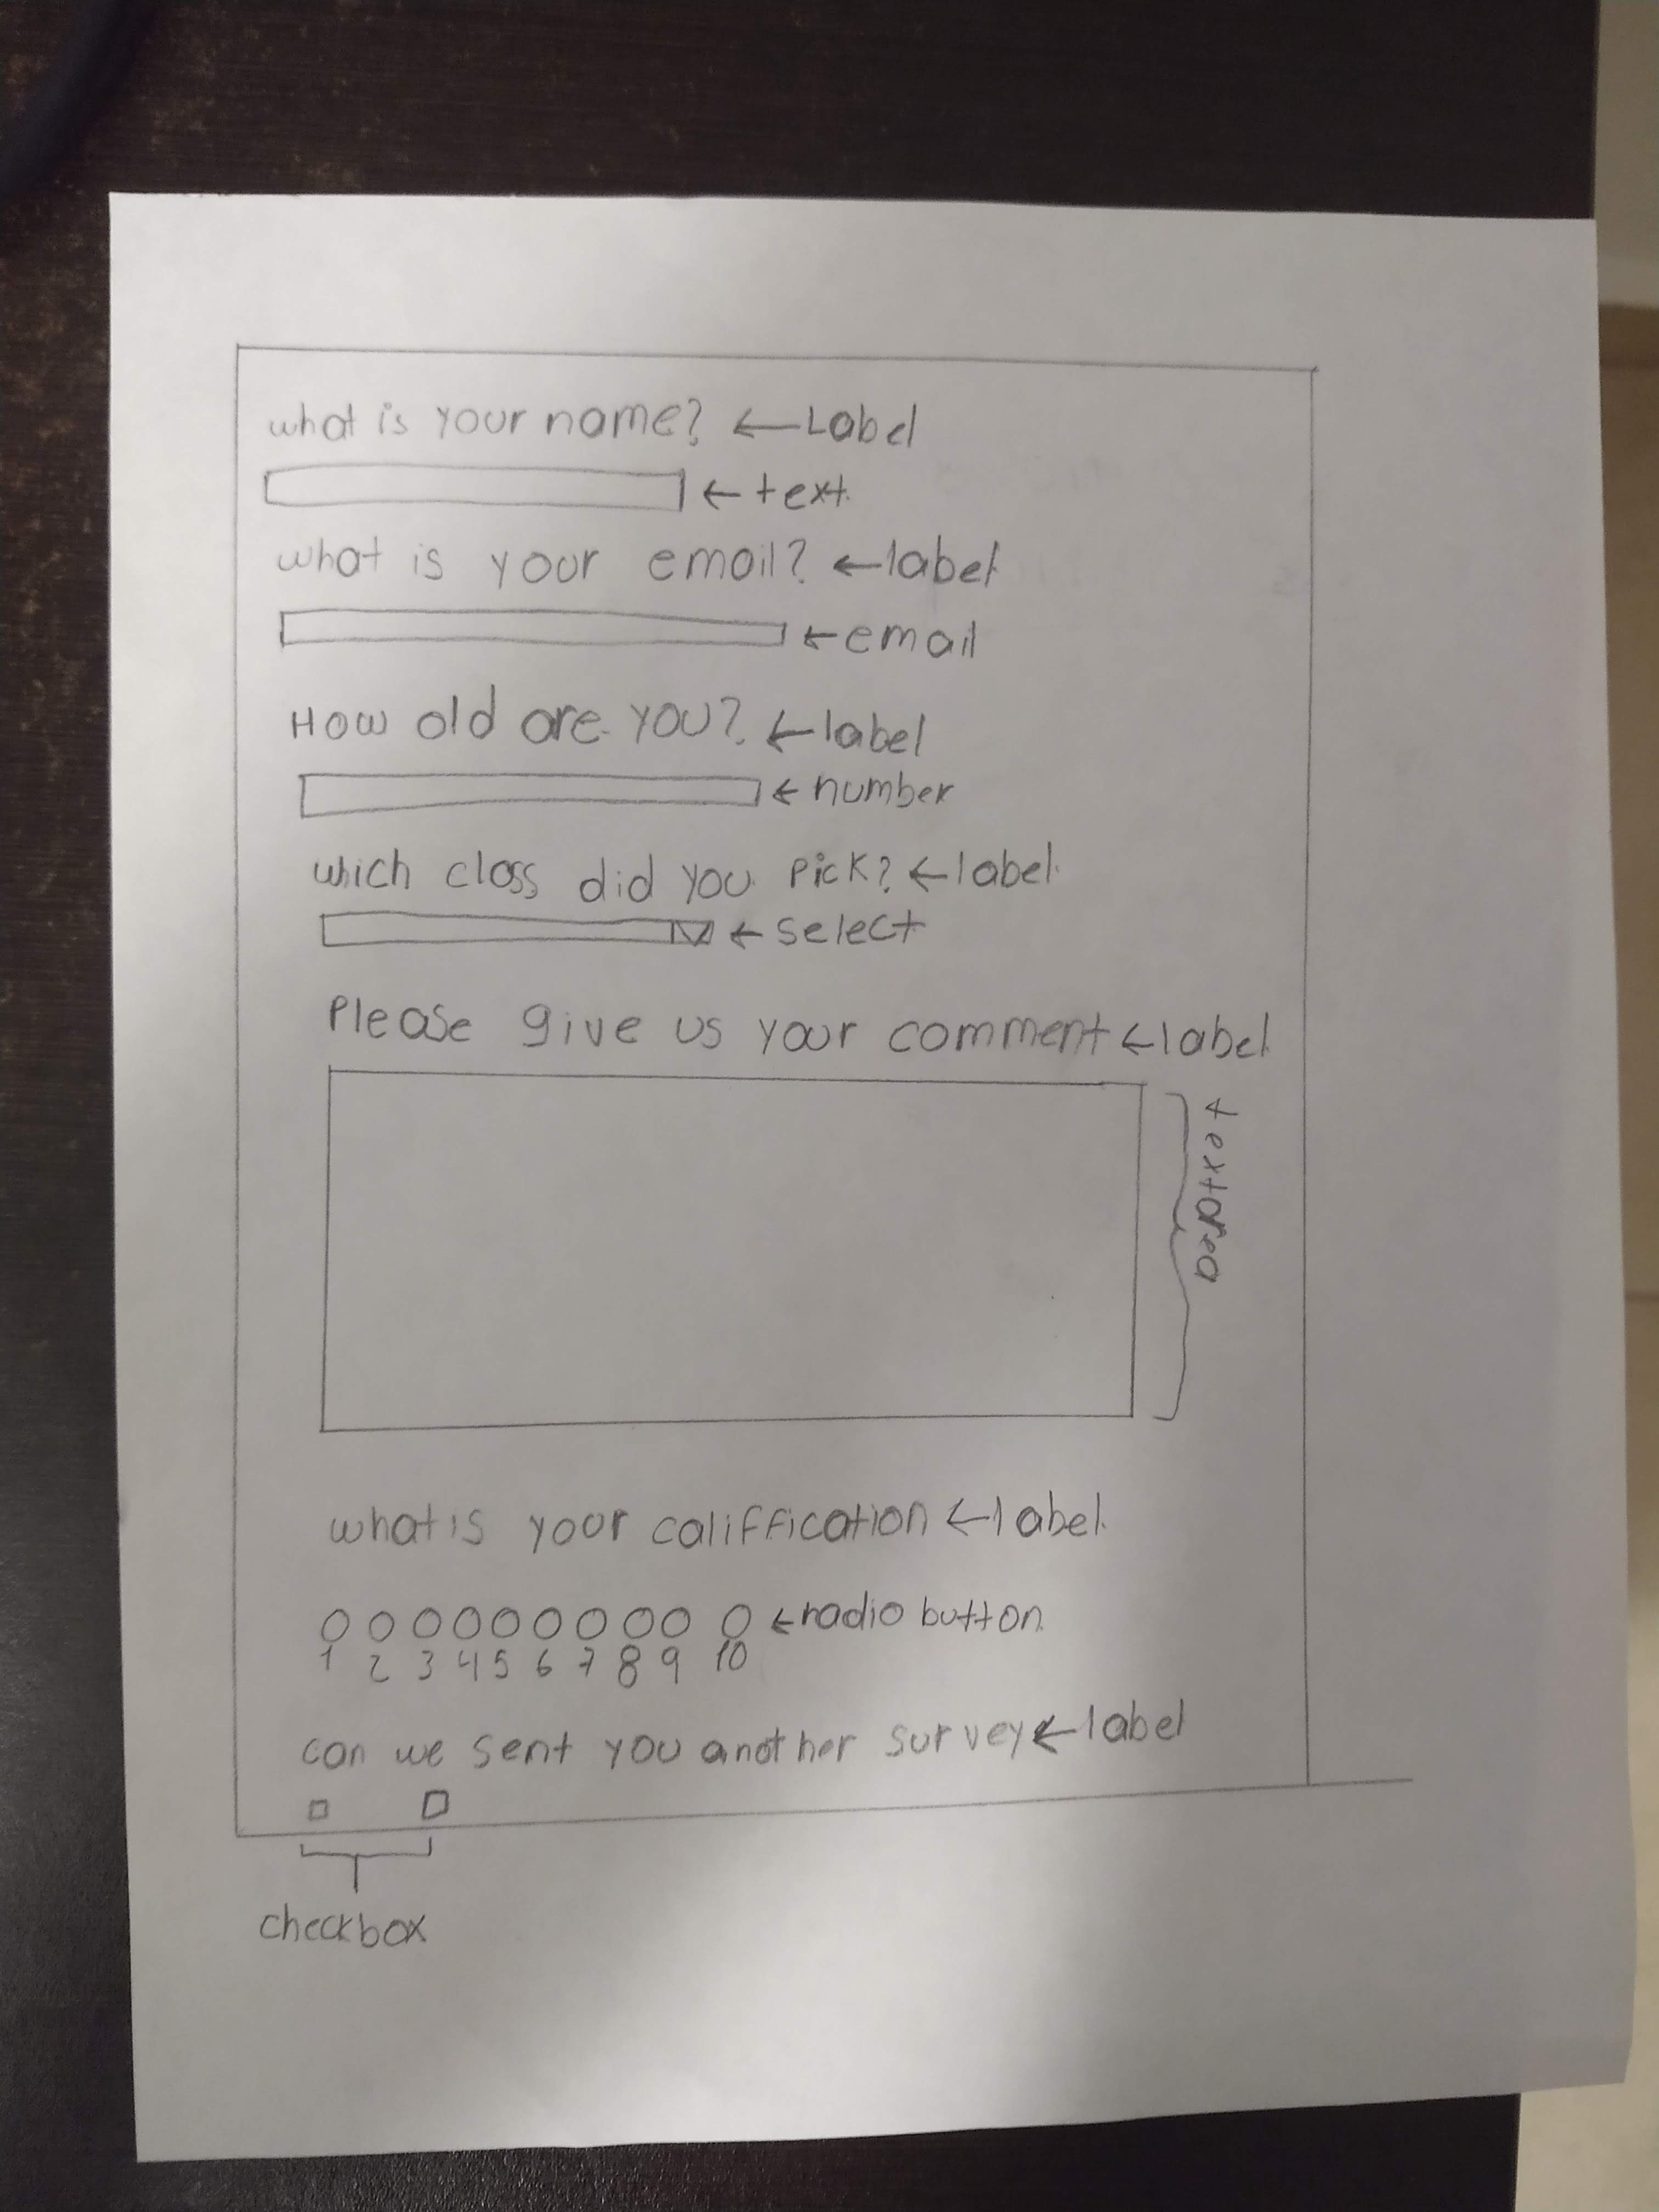 what is your name? ← Label
← text
what is your email? ← label
← email
How old are you? ← label
← number
wich class did you pick? ← label
← select
Please give us your comment ← label
textArea
what is your califfication ← label
← radio button
1 2 3 4 5 6 7 8 9 10
can we sent you another survey ← label
checkbox